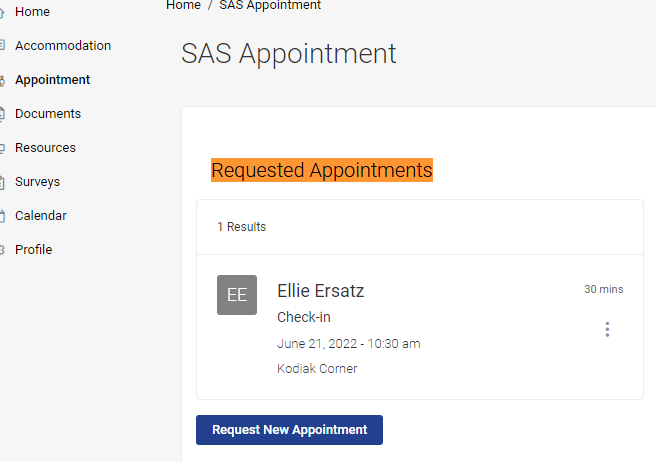 Home / SAS Appointment
Home
Accommodation
Appointment
Documents
Resources
Surveys
Calendar
Profile
SAS Appointment
Requested Appointments
1 Results
EE
Ellie Ersatz
30 mins
Check-in
June 21, 2022 - 10:30 am
Kodiak Corner
Request New Appointment